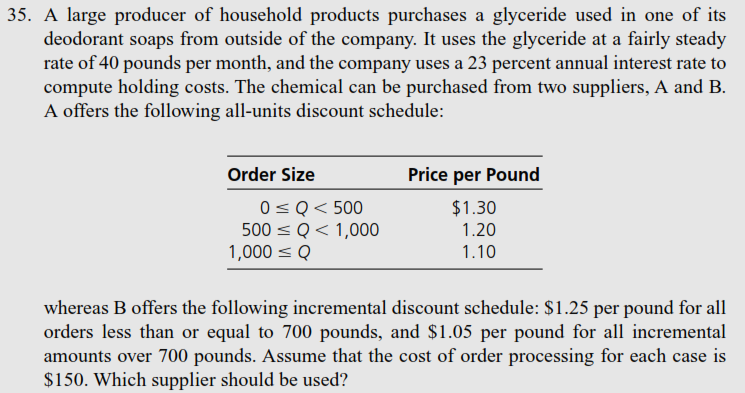 35. A large producer of household products purchases a glyceride used in one of its
deodorant soaps from outside of the company. It uses the glyceride at a fairly steady
rate of 40 pounds per month, and the company uses a 23 percent annual interest rate to
compute holding costs. The chemical can be purchased from two suppliers, A and B.
A offers the following all-units discount schedule:
Order Size Price per Pound
0 ≤ Q < 500 $1.30
500 ≤ Q < 1,000 1.20
1,000 ≤ Q 1.10
whereas B offers the following incremental discount schedule: $1.25 per pound for all
orders less than or equal to 700 pounds, and $1.05 per pound for all incremental
amounts over 700 pounds. Assume that the cost of order processing for each case is
$150. Which supplier should be used?